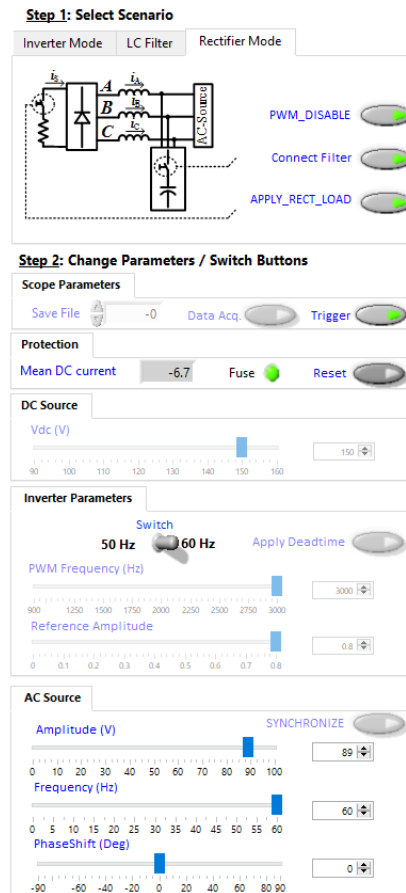 Step 1: Select Scenario
Inverter Mode LC Filter Rectifier Mode
iS A iA
B iB
C iC
AC-Source
PWM_DISABLE
Connect Filter
APPLY_RECT_LOAD
Step 2: Change Parameters / Switch Buttons
Scope Parameters
Save File -0 Data Acq. Trigger
Protection
Mean DC current -6.7 Fuse Reset
DC Source
Vdc (V)
150
90 100 110 120 130 140 150 160
Inverter Parameters
Switch
50 Hz 60 Hz Apply Deadtime
PWM Frequency (Hz)
3000
900 1250 1500 1750 2000 2250 2500 2750 3000
Reference Amplitude
0.8
0 0.1 0.2 0.3 0.4 0.5 0.6 0.7 0.8
AC Source
SYNCHRONIZE
Amplitude (V)
89
0 10 20 30 40 50 60 70 80 90 100
Frequency (Hz)
60
0 5 10 15 20 25 30 35 40 45 50 55 60
PhaseShift (Deg)
0
-90 -60 -40 -20 0 20 40 60 80 90